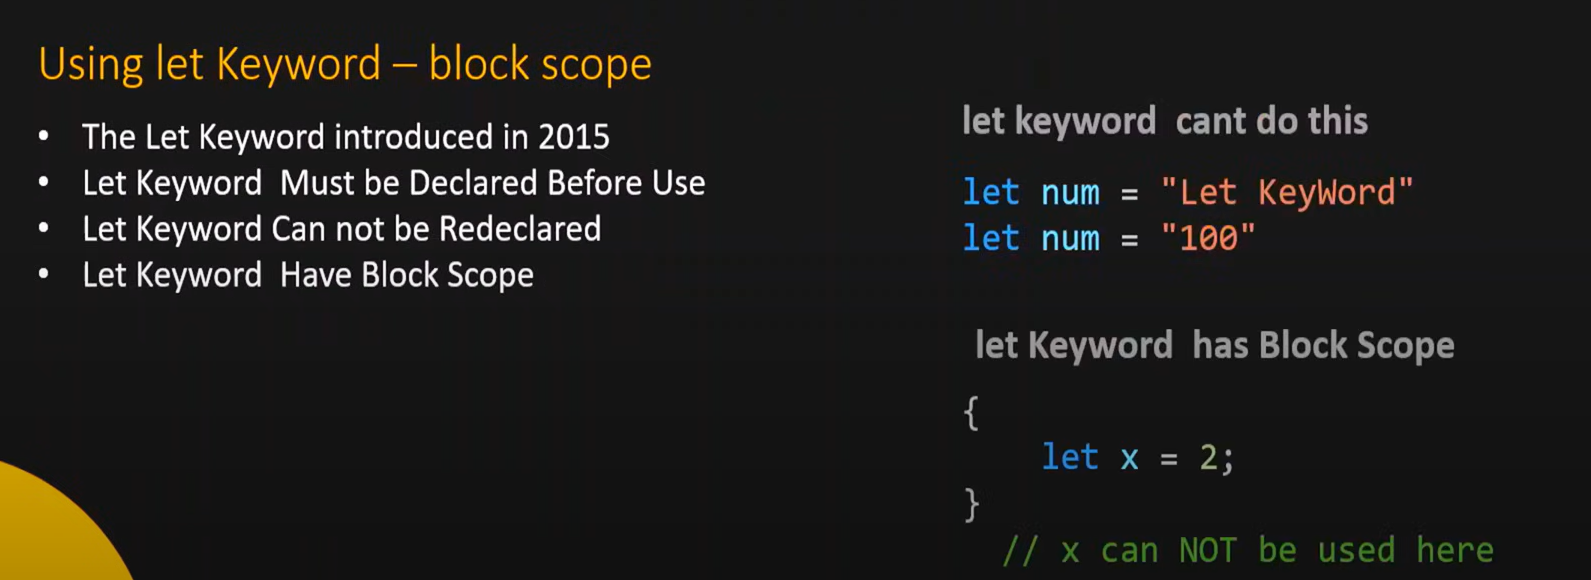 Using let Keyword – block scope
• The Let Keyword introduced in 2015
• Let Keyword Must be Declared Before Use
• Let Keyword Can not be Redeclared
• Let Keyword Have Block Scope
let keyword cant do this
let num = "Let KeyWord"
let num = "100"
let Keyword has Block Scope
{
let x = 2;
}
// x can NOT be used here